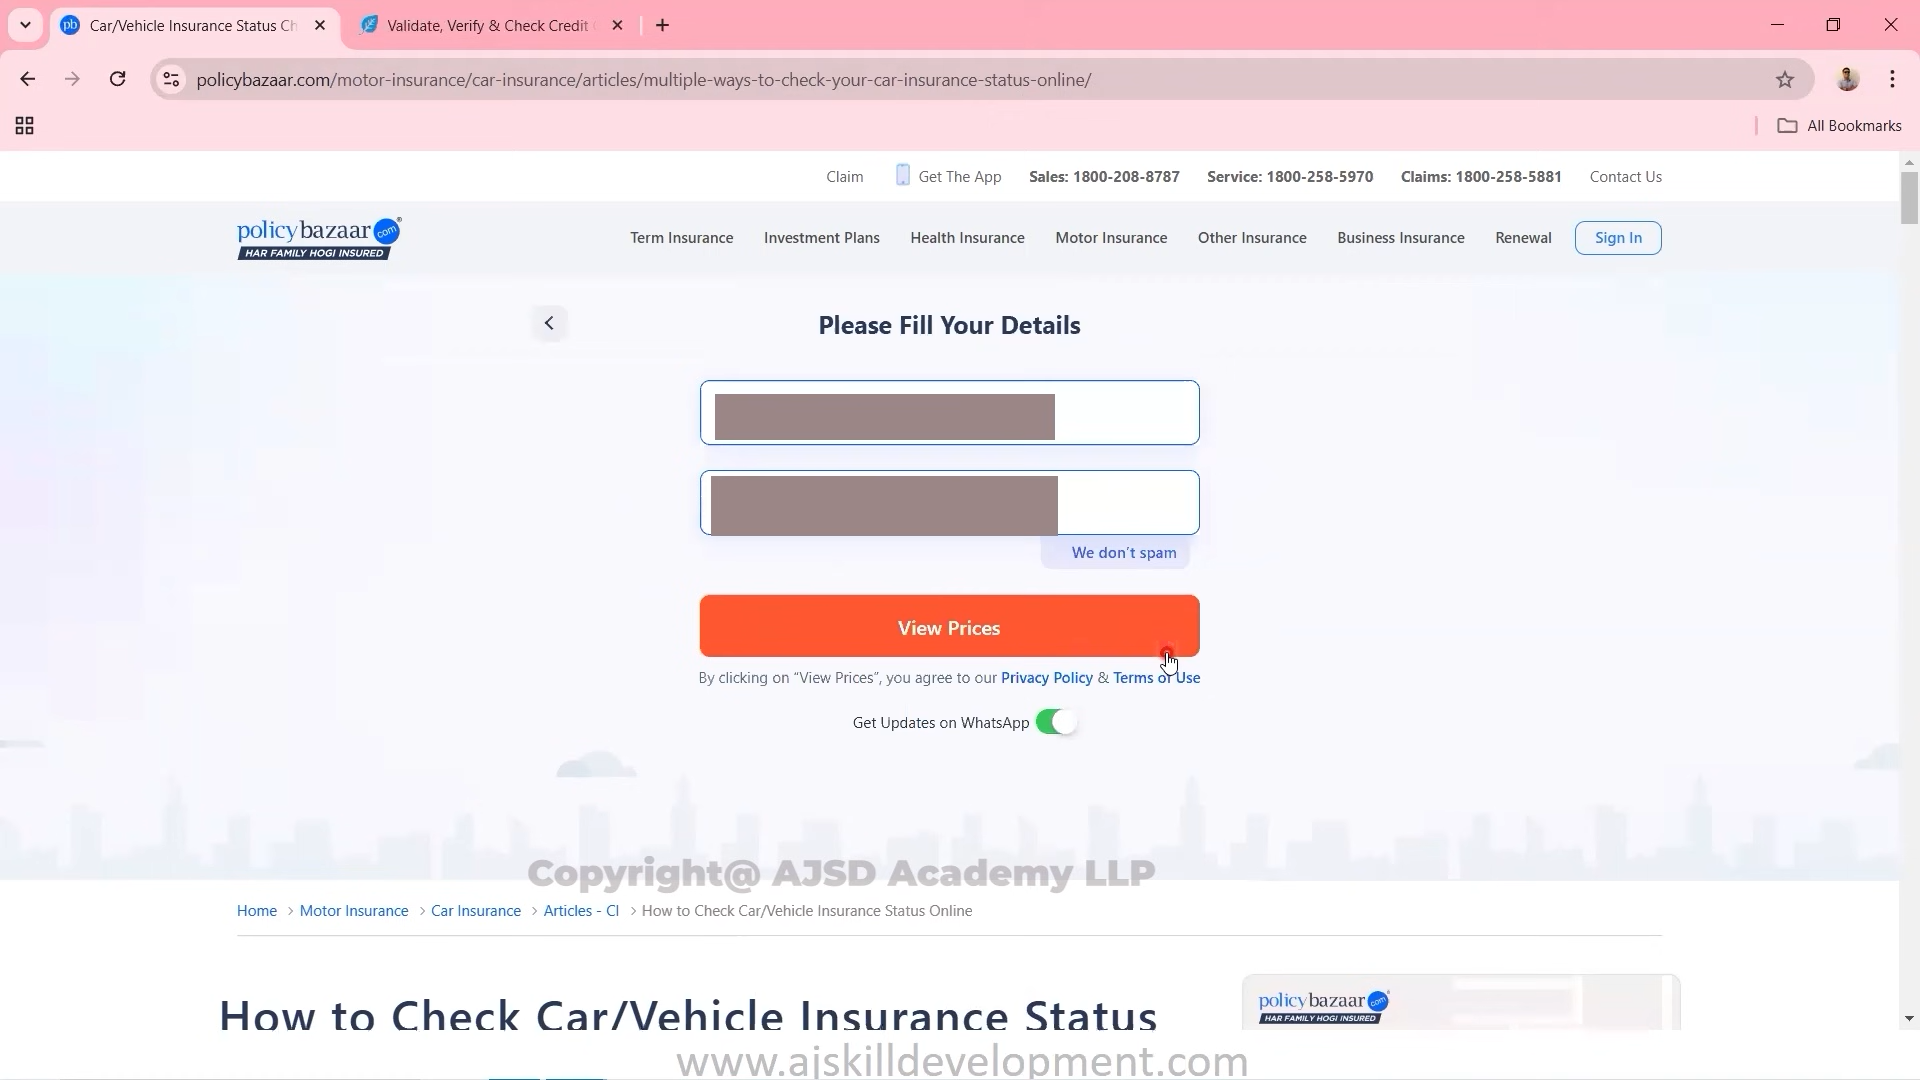 Car/Vehicle Insurance Status Ch
Validate, Verify & Check Credit
policybazaar.com/motor-insurance/car-insurance/articles/multiple-ways-to-check-your-car-insurance-status-online/
All Bookmarks
Claim Get The App Sales: 1800-208-8787 Service: 1800-258-5970 Claims: 1800-258-5881 Contact Us
policybazaar.com
HAR FAMILY HOGI INSURED
Term Insurance Investment Plans Health Insurance Motor Insurance Other Insurance Business Insurance Renewal Sign In
Please Fill Your Details
We don't spam
View Prices
By clicking on “View Prices”, you agree to our Privacy Policy & Terms of Use
Get Updates on WhatsApp
Copyright@ AJSD Academy LLP
Home > Motor Insurance > Car Insurance > Articles - CI > How to Check Car/Vehicle Insurance Status Online
How to Check Car/Vehicle Insurance Status
policybazaar.com
HAR FAMILY HOGI INSURED
www.ajskilldevelopment.com